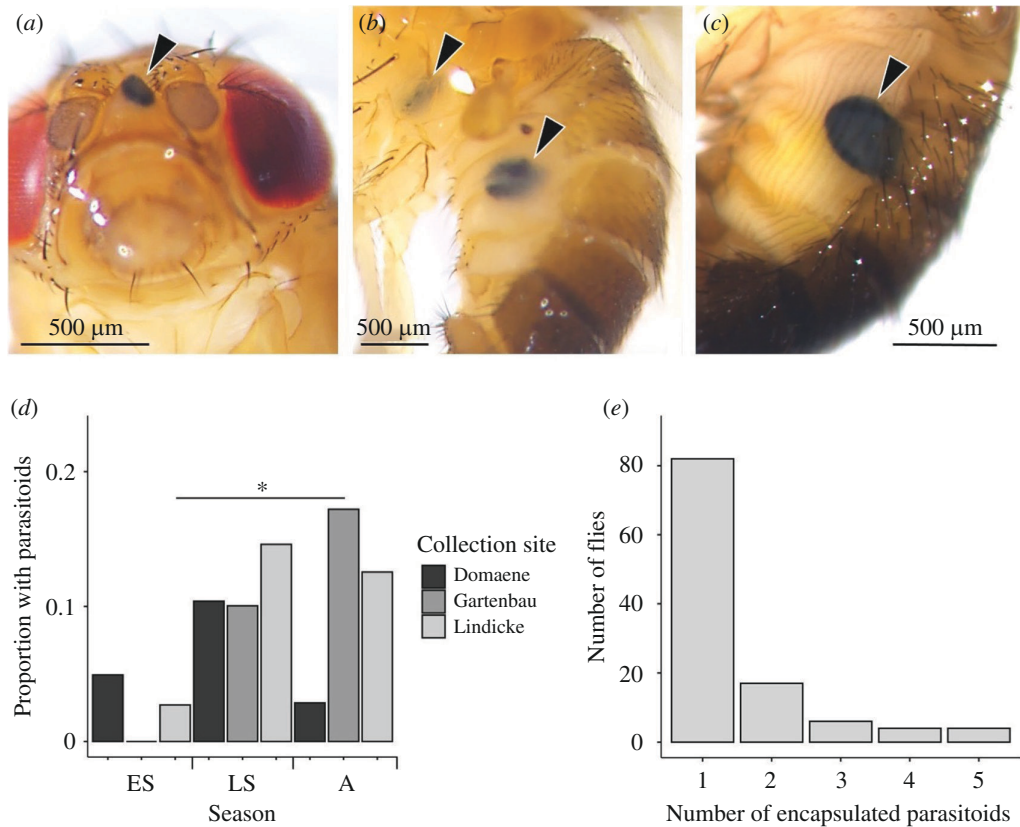 (a)
(b)
(c)
500 µm
500 µm
500 µm
(d)
(e)
Proportion with parasitoids
0.2
0.1
0
*
ES
LS
A
Season
Collection site
Domaene
Gartenbau
Lindicke
Number of flies
80
60
40
20
0
1
2
3
4
5
Number of encapsulated parasitoids